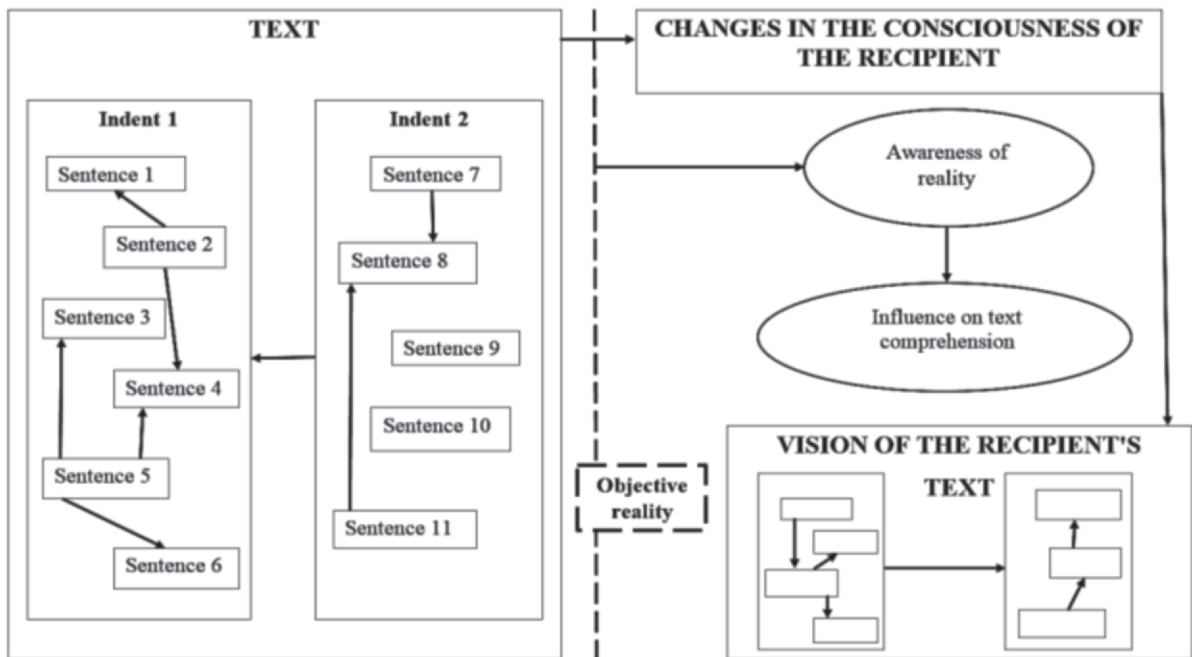 TEXT
Indent 1
Sentence 1
Sentence 2
Sentence 3
Sentence 4
Sentence 5
Sentence 6
Indent 2
Sentence 7
Sentence 8
Sentence 9
Sentence 10
Sentence 11
Objective
reality
CHANGES IN THE CONSCIOUSNESS OF
THE RECIPIENT
Awareness of
reality
Influence on text
comprehension
VISION OF THE RECIPIENT'S
TEXT